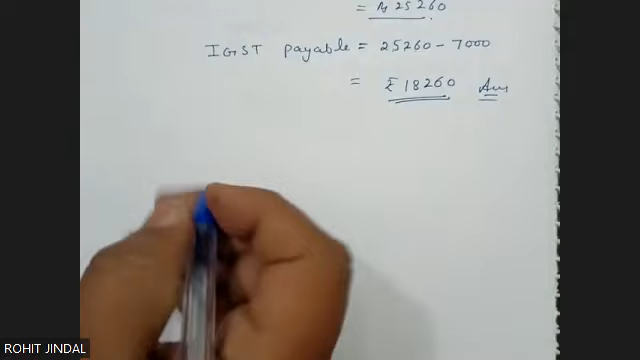 = ₹ 25260
IGST payable = 25260 - 7000
= ₹ 18260 Ans
ROHIT JINDAL